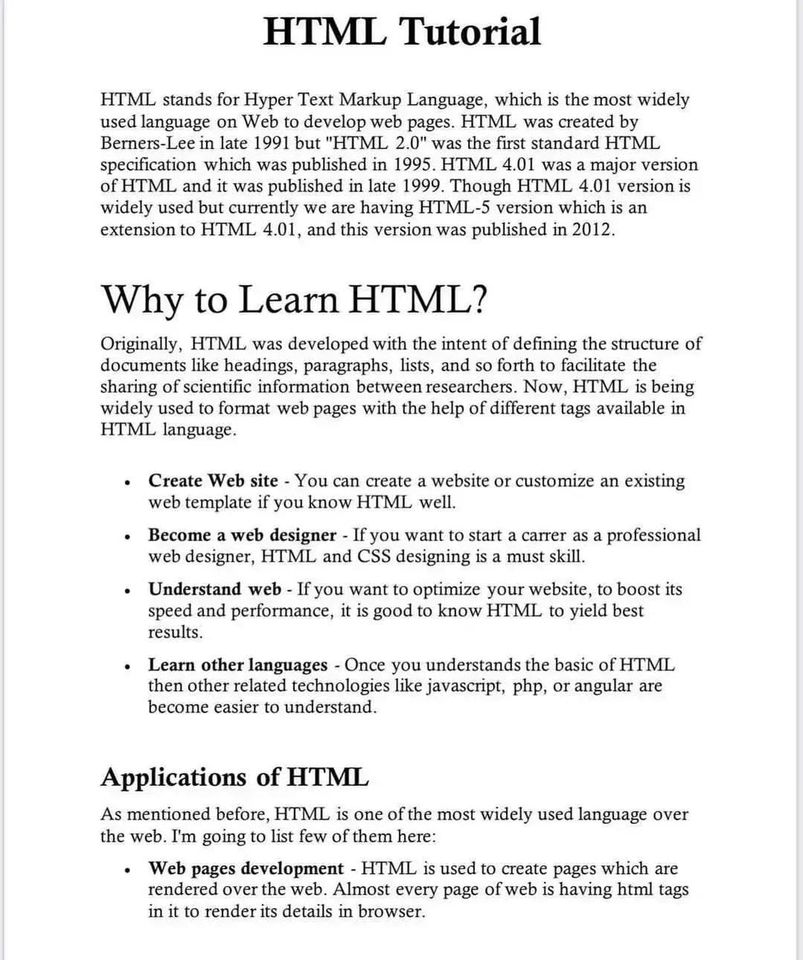 HTML Tutorial
HTML stands for Hyper Text Markup Language, which is the most widely
used language on Web to develop web pages. HTML was created by
Berners-Lee in late 1991 but "HTML 2.0" was the first standard HTML
specification which was published in 1995. HTML 4.01 was a major version
of HTML and it was published in late 1999. Though HTML 4.01 version is
widely used but currently we are having HTML-5 version which is an
extension to HTML 4.01, and this version was published in 2012.
Why to Learn HTML?
Originally, HTML was developed with the intent of defining the structure of
documents like headings, paragraphs, lists, and so forth to facilitate the
sharing of scientific information between researchers. Now, HTML is being
widely used to format web pages with the help of different tags available in
HTML language.
• Create Web site - You can create a website or customize an existing
web template if you know HTML well.
• Become a web designer - If you want to start a carrer as a professional
web designer, HTML and CSS designing is a must skill.
• Understand web - If you want to optimize your website, to boost its
speed and performance, it is good to know HTML to yield best
results.
• Learn other languages - Once you understands the basic of HTML
then other related technologies like javascript, php, or angular are
become easier to understand.
Applications of HTML
As mentioned before, HTML is one of the most widely used language over
the web. I'm going to list few of them here:
• Web pages development - HTML is used to create pages which are
rendered over the web. Almost every page of web is having html tags
in it to render its details in browser.